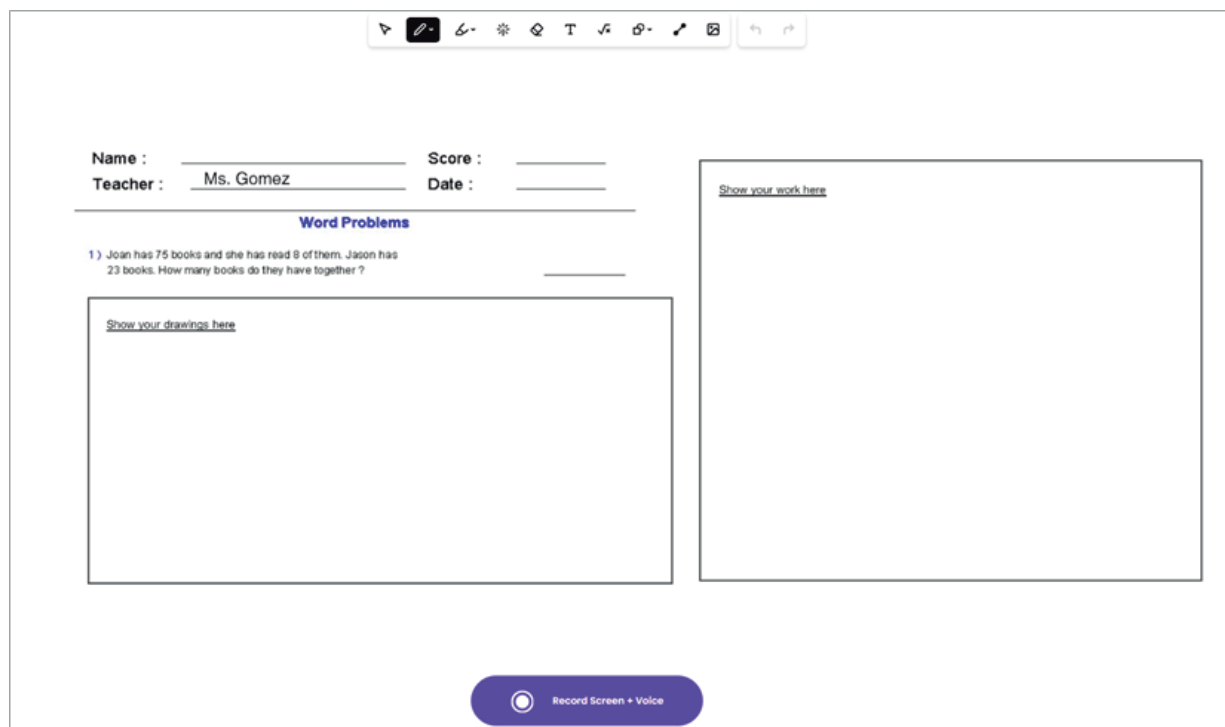 T
Name :
Score :
Teacher : Ms. Gomez
Date :
Word Problems
1 ) Joan has 75 books and she has read 8 of them. Jason has
23 books. How many books do they have together ?
Show your drawings here
Show your work here
Record Screen + Voice